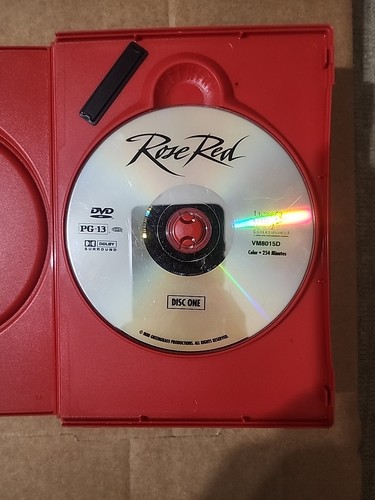 Rose Red
DVD
PG-13
DOLBY
SURROUND
VM8015D
Color • 254 Minutes
DISC ONE